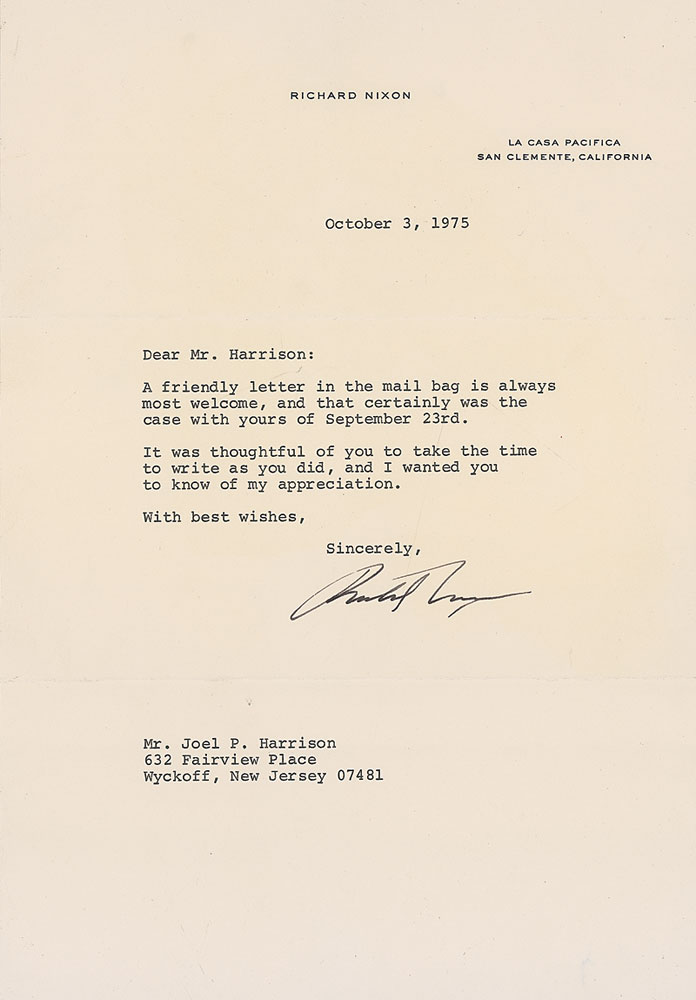 RICHARD NIXON
LA CASA PACIFICA
SAN CLEMENTE, CALIFORNIA
October 3, 1975
Dear Mr. Harrison:
A friendly letter in the mail bag is always
most welcome, and that certainly was the
case with yours of September 23rd.
It was thoughtful of you to take the time
to write as you did, and I wanted you
to know of my appreciation.
With best wishes,
Sincerely,
Richard Nixon
Mr. Joel P. Harrison
632 Fairview Place
Wyckoff, New Jersey 07481